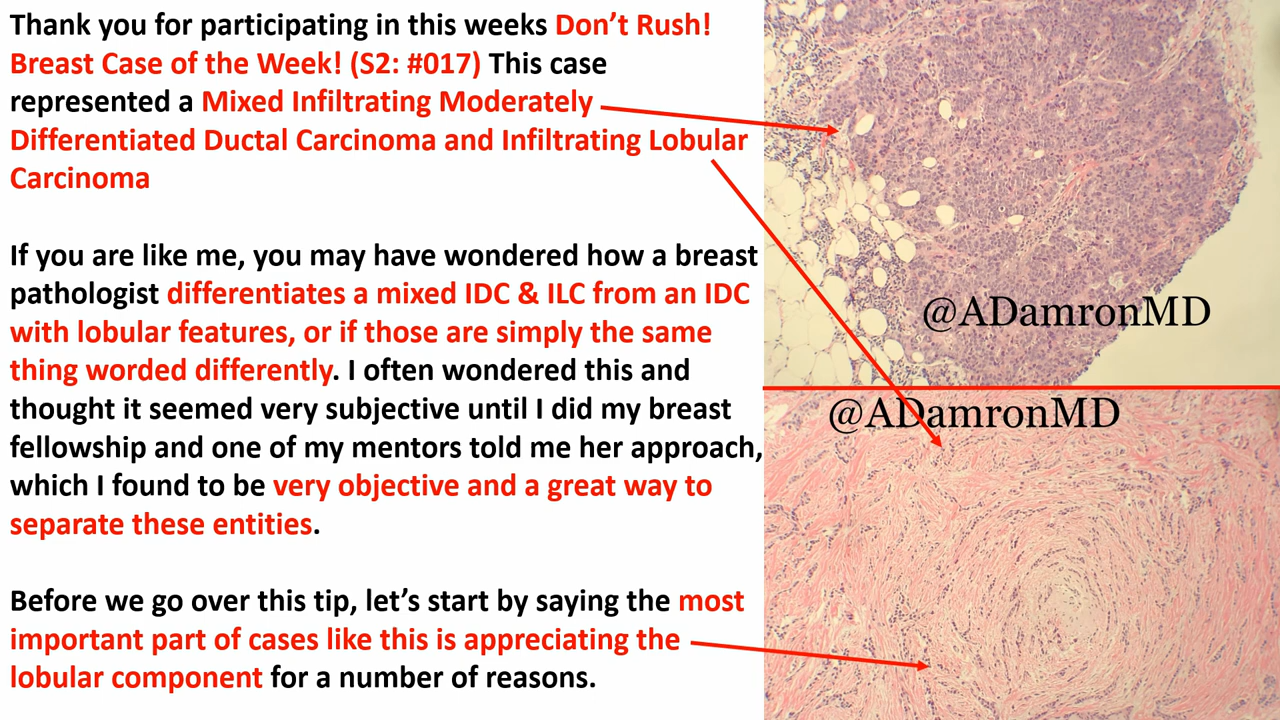 Thank you for participating in this weeks Don’t Rush!
Breast Case of the Week! (S2: #017) This case
represented a Mixed Infiltrating Moderately
Differentiated Ductal Carcinoma and Infiltrating Lobular
Carcinoma
If you are like me, you may have wondered how a breast
pathologist differentiates a mixed IDC & ILC from an IDC
with lobular features, or if those are simply the same
thing worded differently. I often wondered this and
thought it seemed very subjective until I did my breast
fellowship and one of my mentors told me her approach,
which I found to be very objective and a great way to
separate these entities.
Before we go over this tip, let’s start by saying the most
important part of cases like this is appreciating the
lobular component for a number of reasons.
@ADamronMD
@ADamronMD